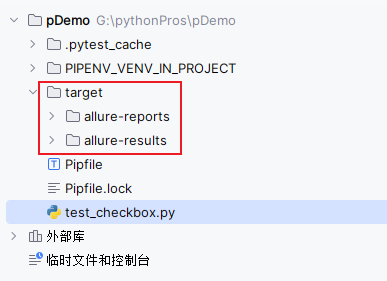 pDemo G:\pythonPros\pDemo
.pytest_cache
PIPENV_VENV_IN_PROJECT
target
allure-reports
allure-results
Pipfile
Pipfile.lock
test_checkbox.py
外部库
临时文件和控制台